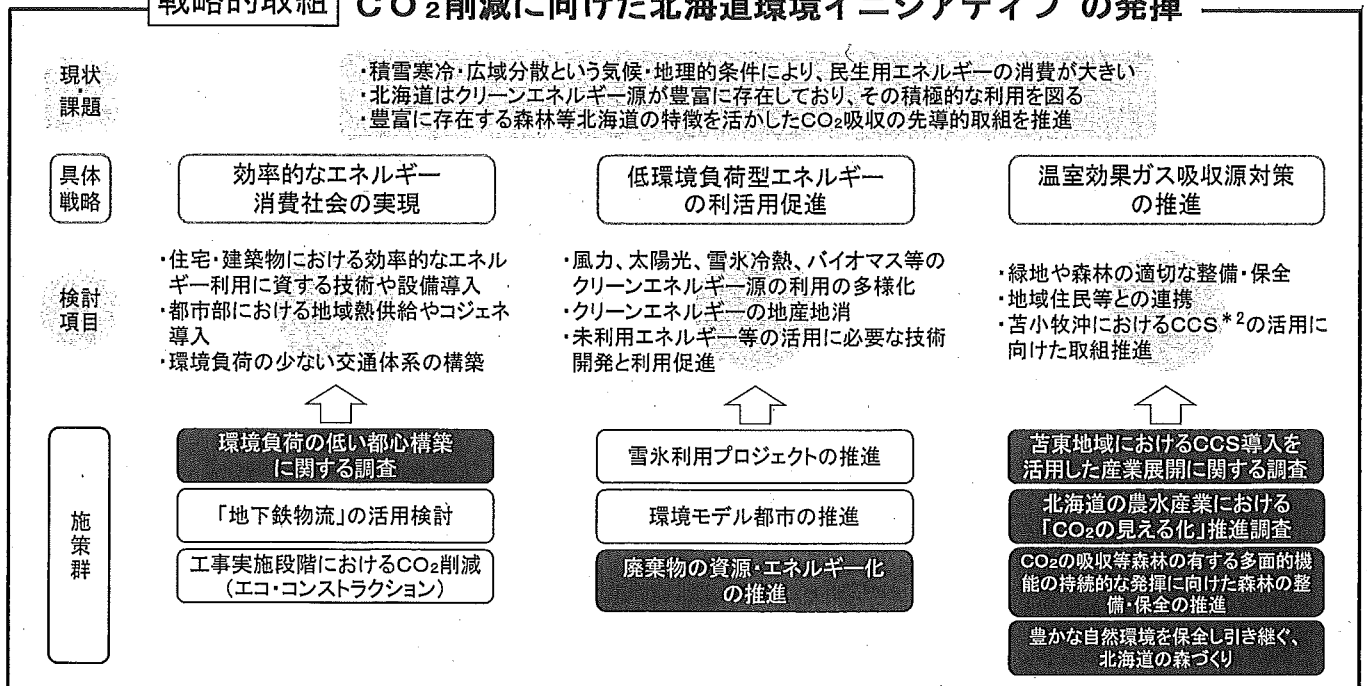 戦略的取組 CO2削減に向けた北海道環境イニシアティブの発揮
現状
課題
・積雪寒冷・広域分散という気候・地理的条件により、民生用エネルギーの消費が大きい
・北海道はクリーンエネルギー源が豊富に存在しており、その積極的な利用を図る
・豊富に存在する森林等北海道の特徴を活かしたCO2吸収の先導的取組を推進
具体
戦略
効率的なエネルギー
消費社会の実現
低環境負荷型エネルギー
の利活用促進
温室効果ガス吸収源対策
の推進
検討
項目
・住宅・建築物における効率的なエネル
ギー利用に資する技術や設備導入
・都市部における地域熱供給やコジェネ
導入
・環境負荷の少ない交通体系の構築
・風力、太陽光、雪氷冷熱、バイオマス等の
クリーンエネルギー源の利用の多様化
・クリーンエネルギーの地産地消
・未利用エネルギー等の活用に必要な技術
開発と利用促進
・緑地や森林の適切な整備・保全
・地域住民等との連携
・苫小牧沖におけるCCS*2の活用に
向けた取組推進
施
策
群
環境負荷の低い都心構築
に関する調査
「地下鉄物流」の活用検討
工事実施段階におけるCO2削減
(エコ・コンストラクション)
雪氷利用プロジェクトの推進
環境モデル都市の推進
廃棄物の資源・エネルギー化
の推進
苫東地域におけるCCS導入を
活用した産業展開に関する調査
北海道の農水産業における
「CO2の見える化」推進調査
CO2の吸収等森林の有する多面的機
能の持続的な発揮に向けた森林の整
備・保全の推進
豊かな自然環境を保全し引き継ぐ、
北海道の森づくり